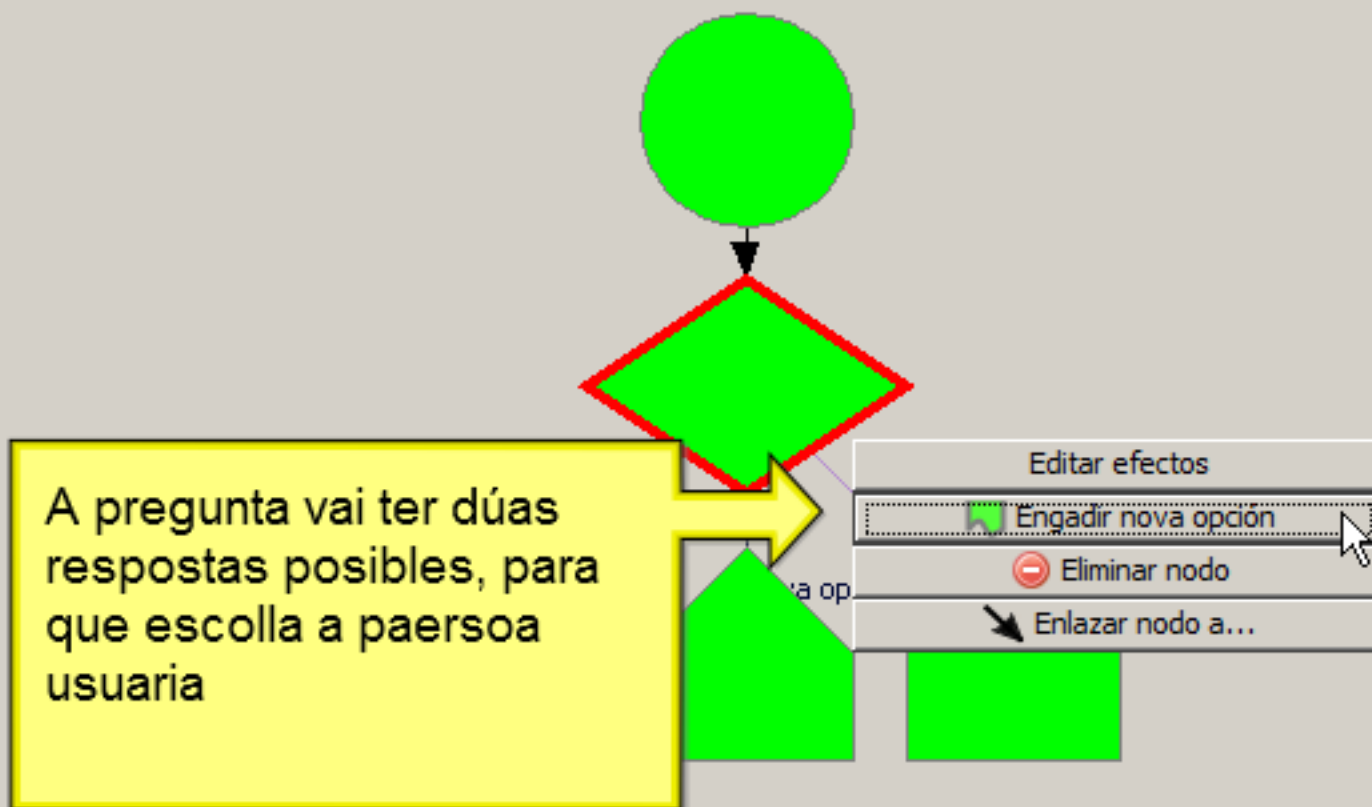 Editar efectos
A pregunta vai ter dúas
respostas posibles, para
que escolla a paersoa
usuaria
Engadir nova opción
Eliminar nodo
Enlazar nodo a...